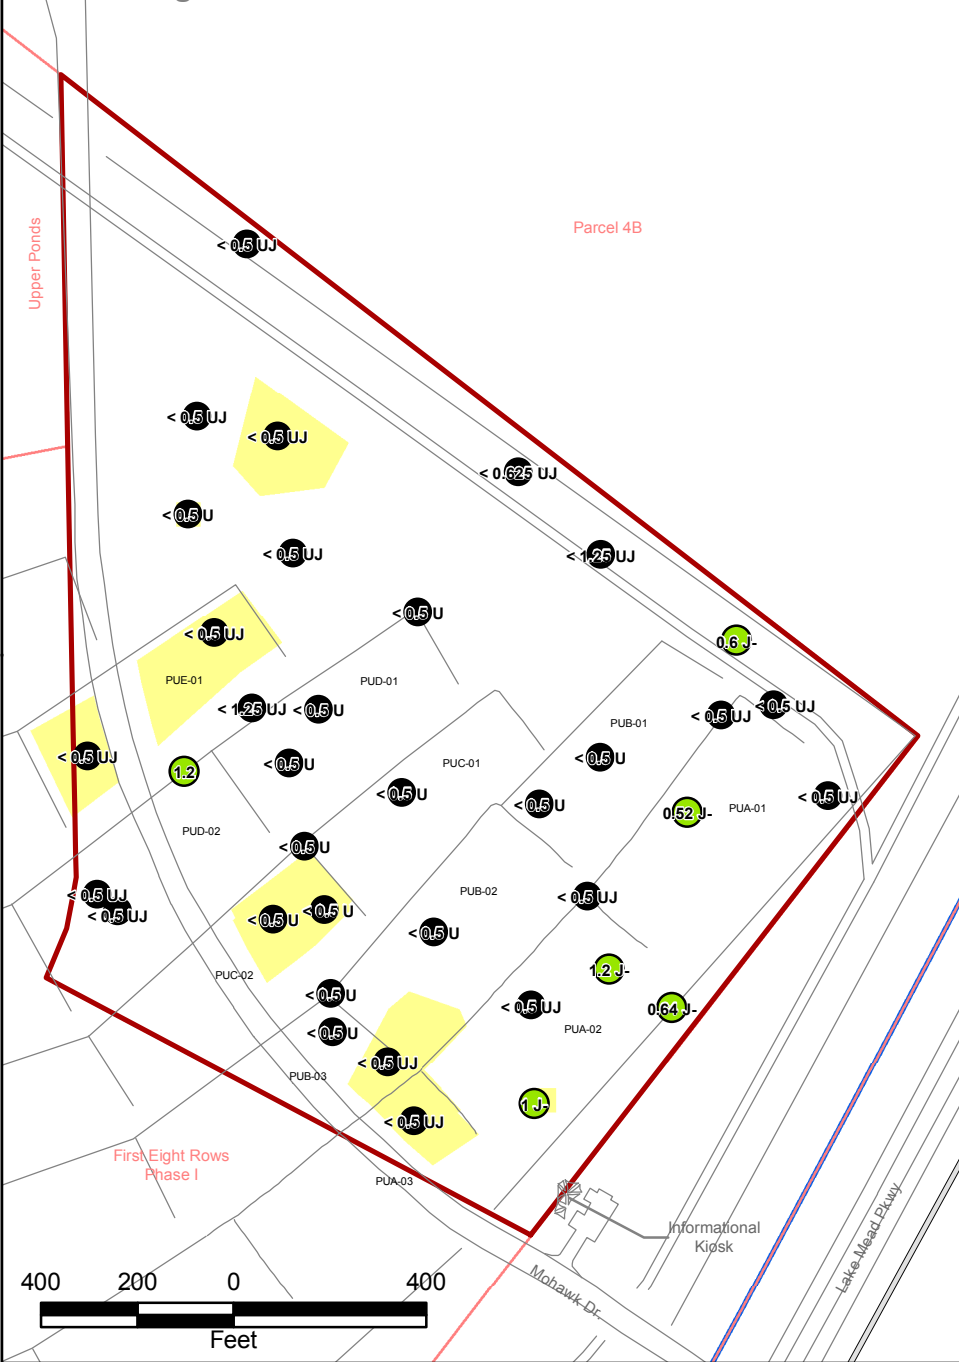 Parcel 4B
Upper Ponds
< 0.5 UJ
< 0.5 UJ
< 0.5 UJ
< 0.625 UJ
< 0.5 U
< 0.5 UJ
< 1.25 UJ
< 0.5 U
< 0.5 UJ
0.6 J-
PUE-01
PUD-01
< 1.25 UJ
< 0.5 U
PUB-01
< 0.5 UJ
< 0.5 UJ
< 0.5 UJ
1.2
< 0.5 U
PUC-01
< 0.5 U
< 0.5 U
< 0.5 U
0.52 J-
PUA-01
< 0.5 UJ
PUD-02
< 0.5 U
< 0.5 UJ
< 0.5 UJ
PUB-02
< 0.5 UJ
< 0.5 U
< 0.5 U
< 0.5 U
PUC-02
1.2 J-
< 0.5 U
< 0.5 UJ
0.64 J-
< 0.5 U
PUA-02
< 0.5 UJ
PUB-03
1 J-
< 0.5 UJ
First Eight Rows
Phase I
PUA-03
Informational
Kiosk
Lake Mead Pkwy
Mohawk Dr.
400 200 0 400
Feet